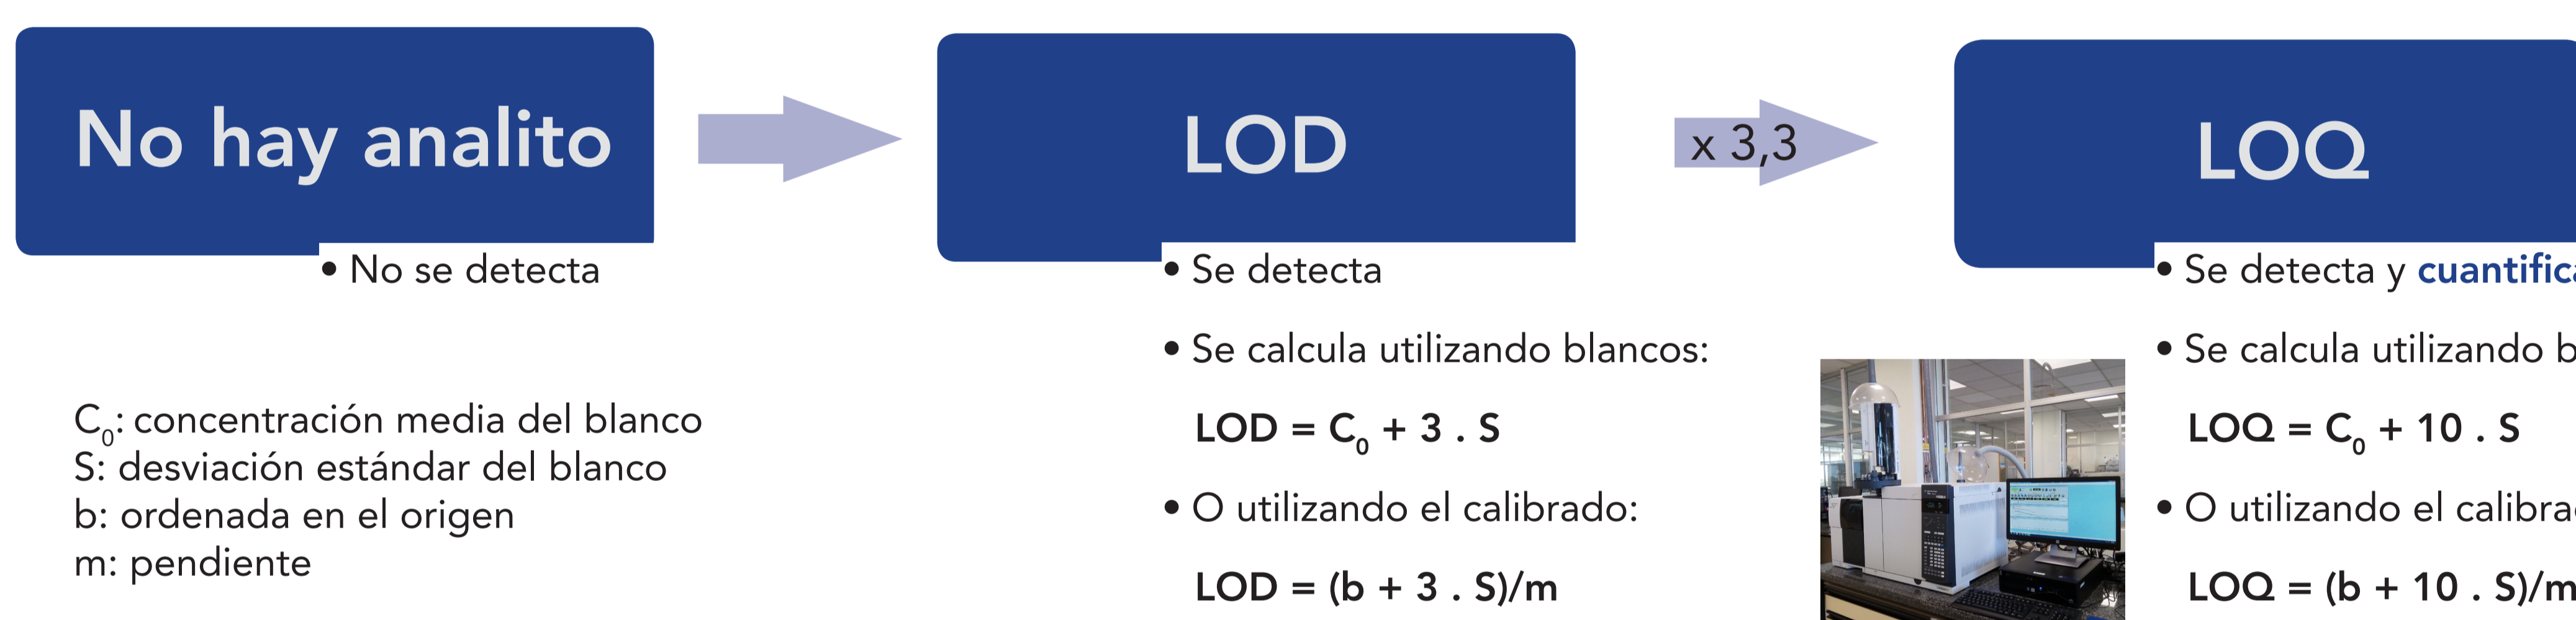 No hay analito
• No se detecta
C₀: concentración media del blanco
S: desviación estándar del blanco
b: ordenada en el origen
m: pendiente
LOD
• Se detecta
• Se calcula utilizando blancos:
LOD = C₀ + 3 . S
• O utilizando el calibrado:
LOD = (b + 3 . S)/m
x 3,3
LOQ
• Se detecta y
• Se calcula utilizando
LOQ = C₀ + 10 . S
• O utilizando el
LOQ = (b + 10 . S)/m